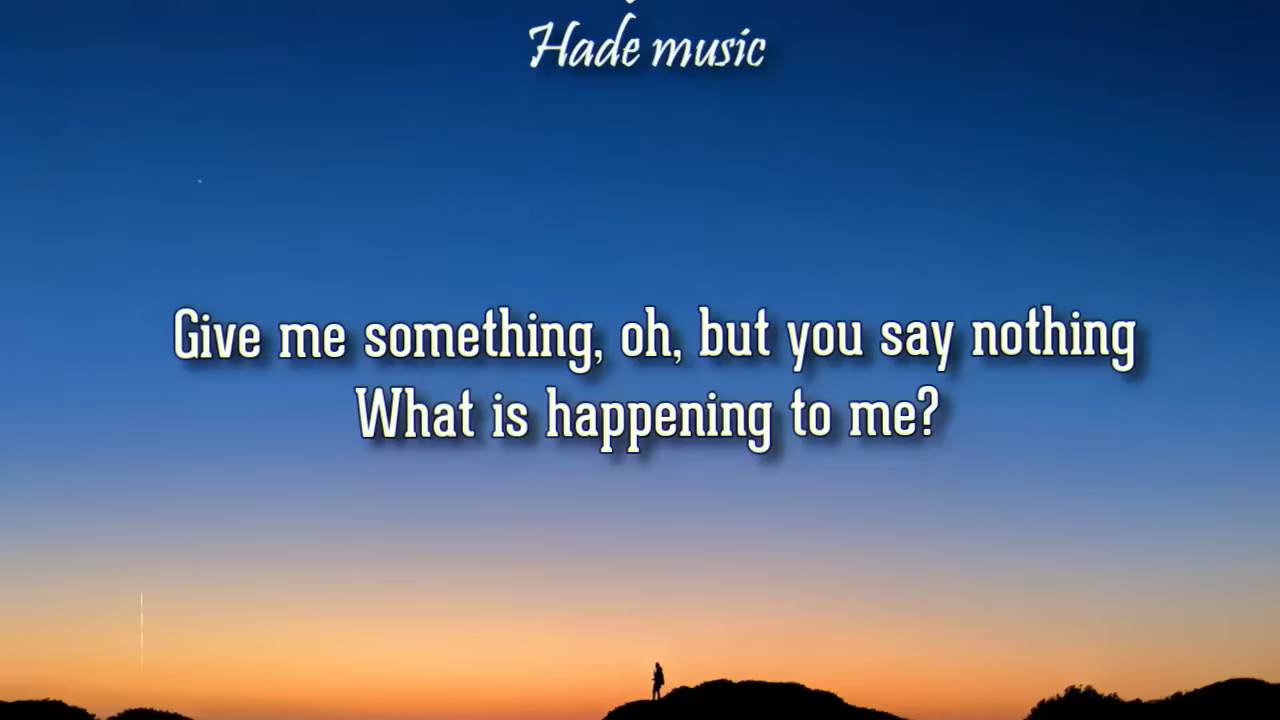 Hade music
Give me something, oh, but you say nothing
What is happening to me?